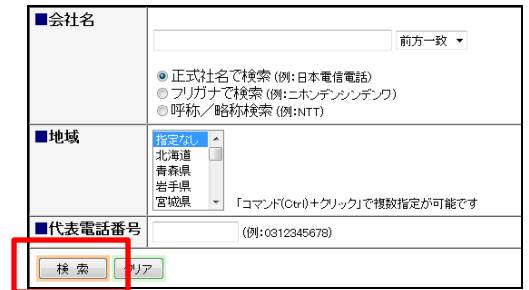 ■会社名
前方一致 ▼
正式社名で検索(例:日本電信電話)
フリガナで検索(例:ニホンデンシンデンワ)
呼称／略称検索(例:NTT)
■地域
指定なし
北海道
青森県
岩手県
宮城県
「コマンド(Ctrl)+クリック」で複数指定が可能です
■代表電話番号
(例:0312345678)
検 索
クリア